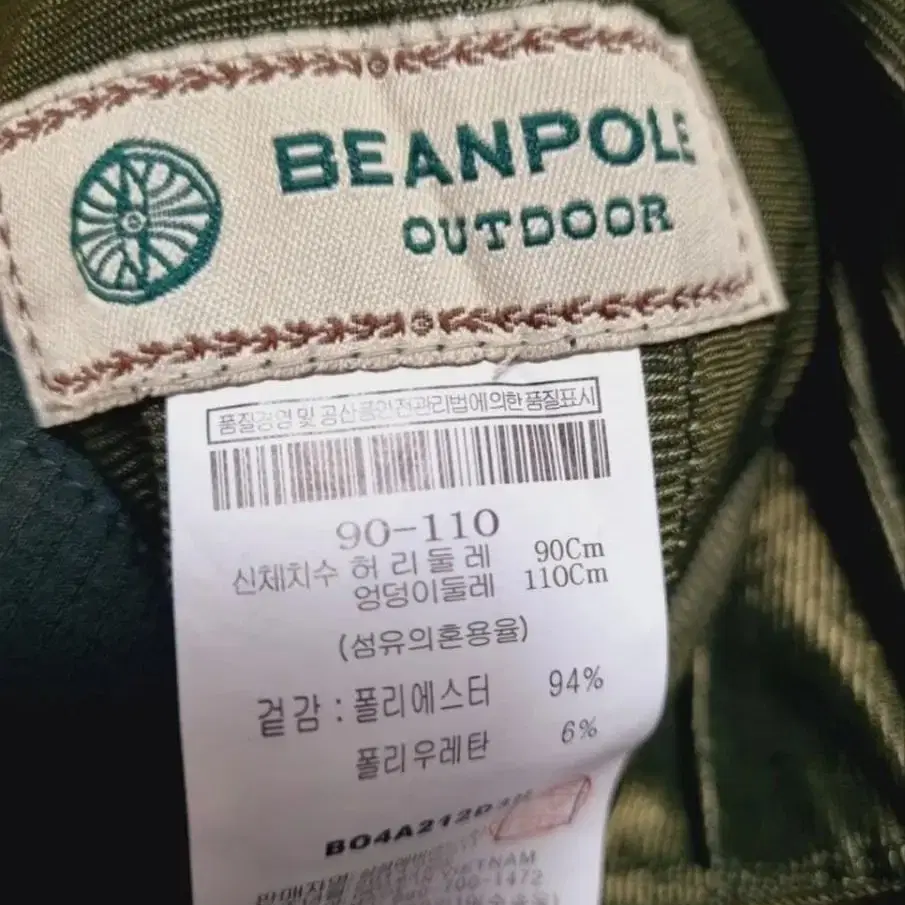 BEANPOLE
OUTDOOR
품질경영 및 공산품안전관리법에의한 품질표시
90-110
신체치수 허리둘레 90Cm
엉덩이둘레 110Cm
(섬유의혼용율)
겉감 : 폴리에스터 94%
폴리우레탄 6%
VIETNAM
700-1472